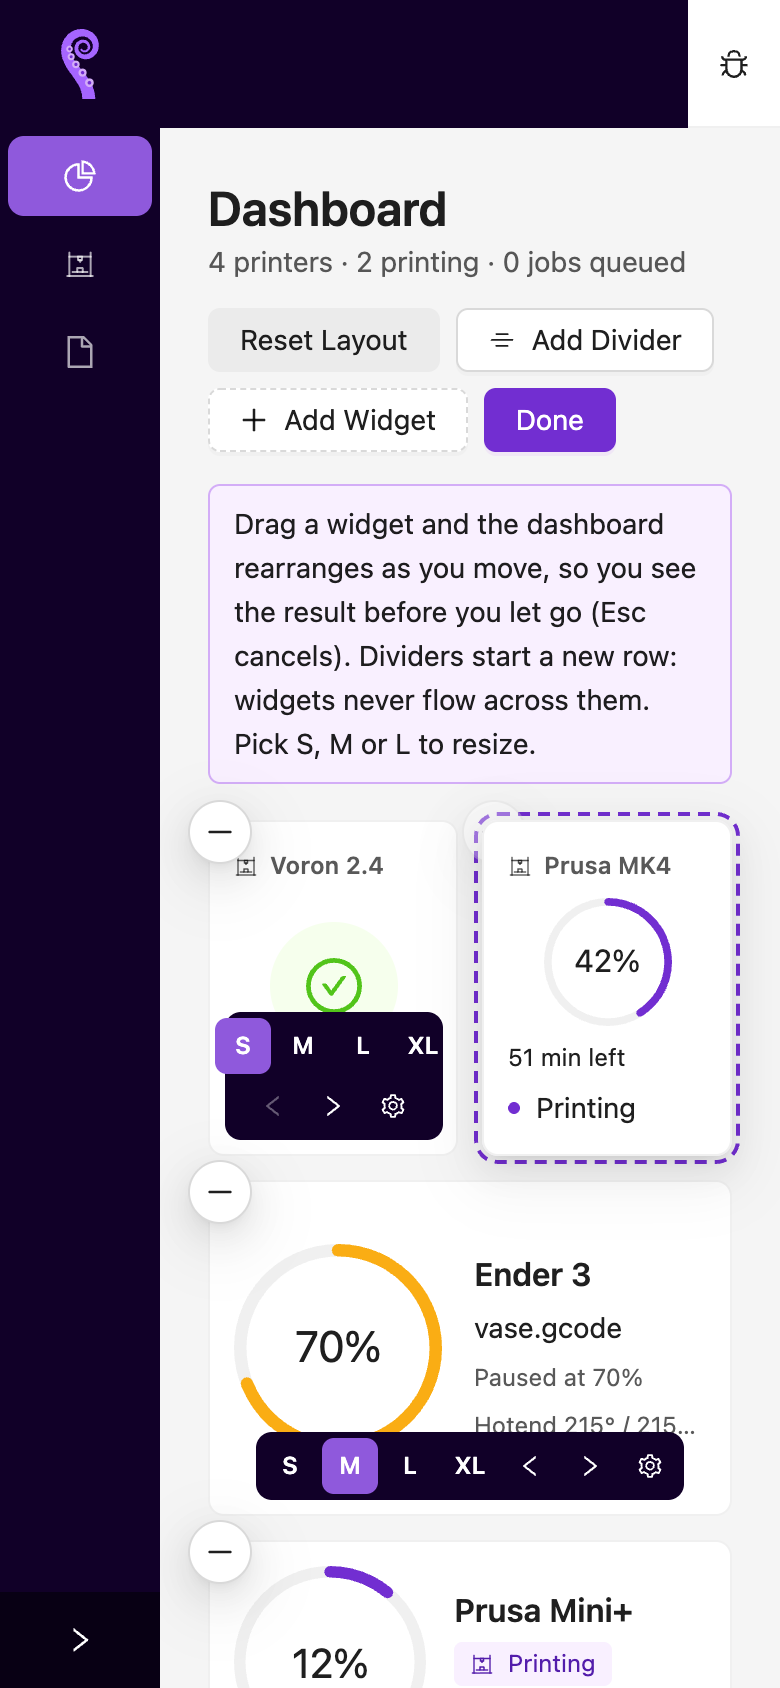 Dashboard
4 printers · 2 printing · 0 jobs queued
Reset Layout
Add Divider
Add Widget
Done
Drag a widget and the dashboard
rearranges as you move, so you see
the result before you let go (Esc
cancels). Dividers start a new row:
widgets never flow across them.
Pick S, M or L to resize.
Voron 2.4
S M L XL
Prusa MK4
42%
51 min left
Printing
70%
Ender 3
vase.gcode
Paused at 70%
Hotend 215° / 215...
S M L XL
12%
Prusa Mini+
Printing